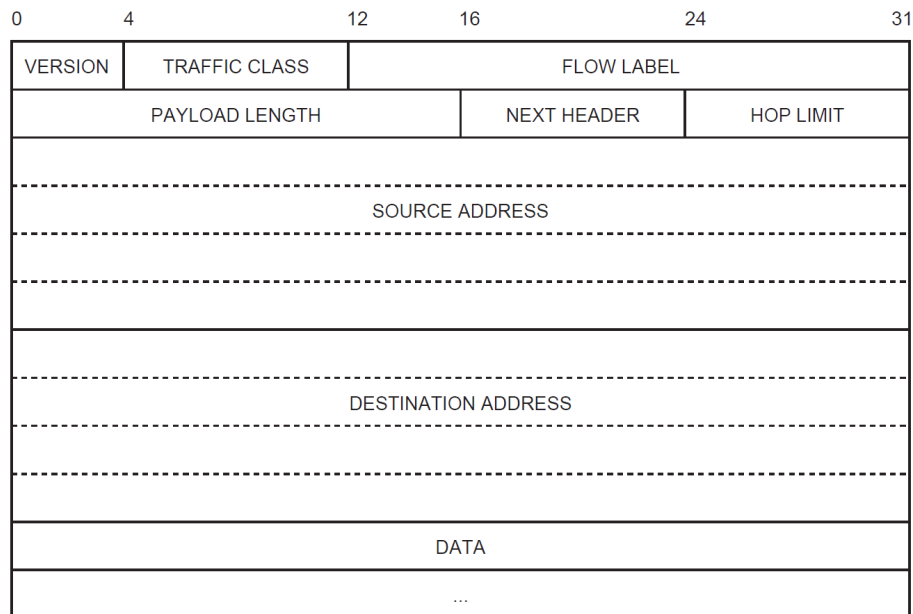 0 4 12 16 24 31
VERSION TRAFFIC CLASS FLOW LABEL
PAYLOAD LENGTH NEXT HEADER HOP LIMIT
SOURCE ADDRESS
DESTINATION ADDRESS
DATA
...